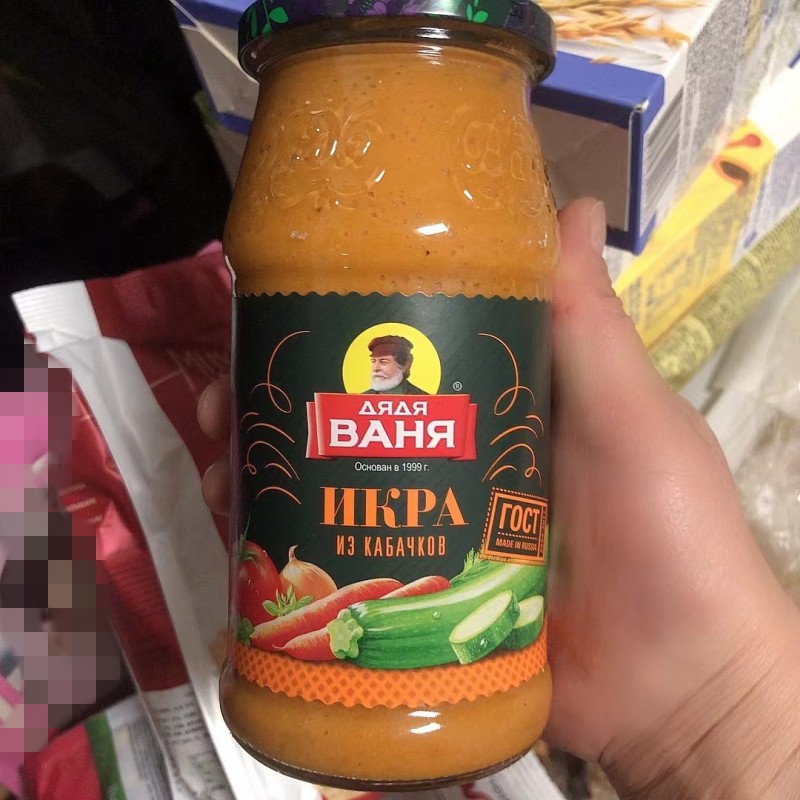 ДЯДЯ
ВАНЯ
®
Основан в 1999 г.
ИКРА
ИЗ КАБАЧКОВ
ГОСТ
MADE IN RUSSIA